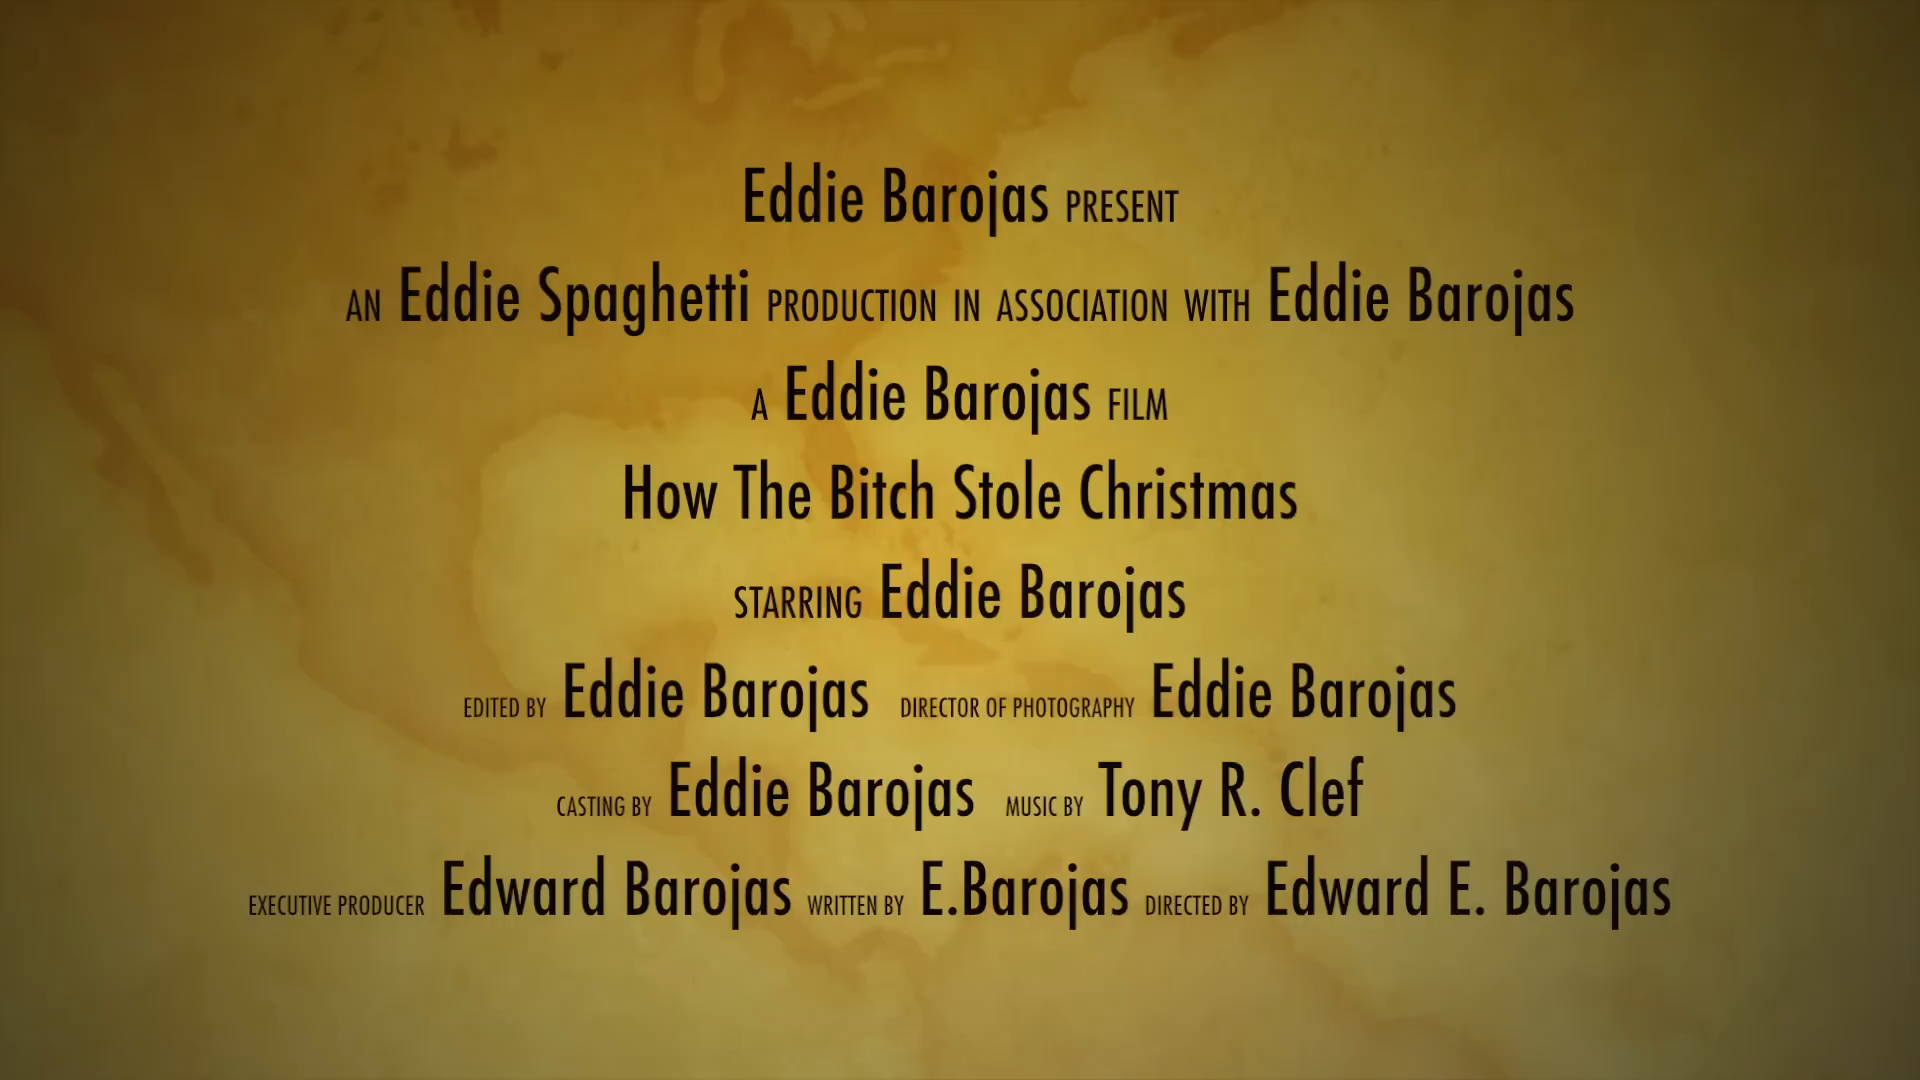 Eddie Barojas PRESENT
AN Eddie Spaghetti PRODUCTION IN ASSOCIATION WITH Eddie Barojas
A Eddie Barojas FILM
How The Bitch Stole Christmas
STARRING Eddie Barojas
EDITED BY Eddie Barojas DIRECTOR OF PHOTOGRAPHY Eddie Barojas
CASTING BY Eddie Barojas MUSIC BY Tony R. Clef
EXECUTIVE PRODUCER Edward Barojas WRITTEN BY E.Barojas DIRECTED BY Edward E. Barojas